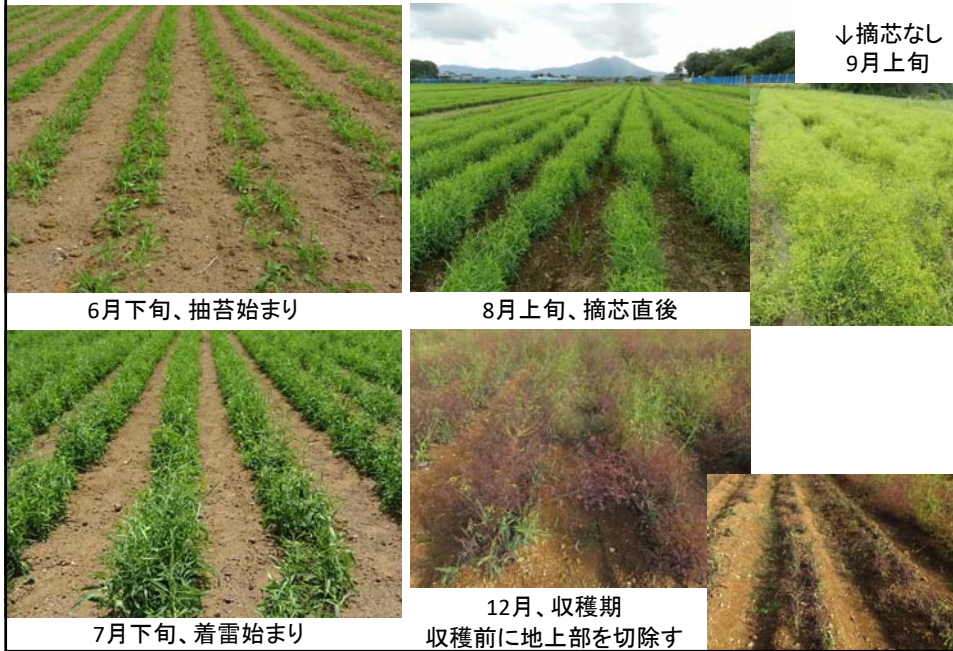 ↓摘芯なし
9月上旬
6月下旬、抽苔始まり
8月上旬、摘芯直後
7月下旬、着雷始まり
12月、収穫期
収穫前に地上部を切除す